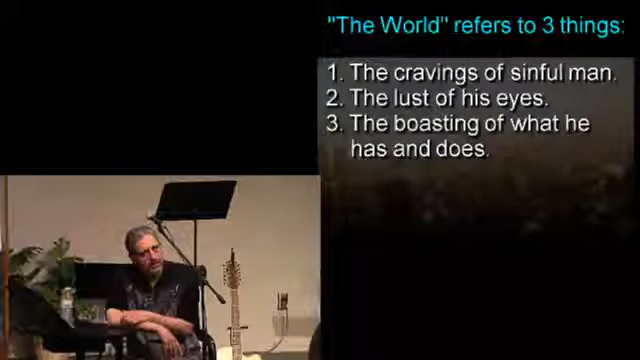 "The World" refers to 3 things:
1. The cravings of sinful man.
2. The lust of his eyes.
3. The boasting of what he
has and does.